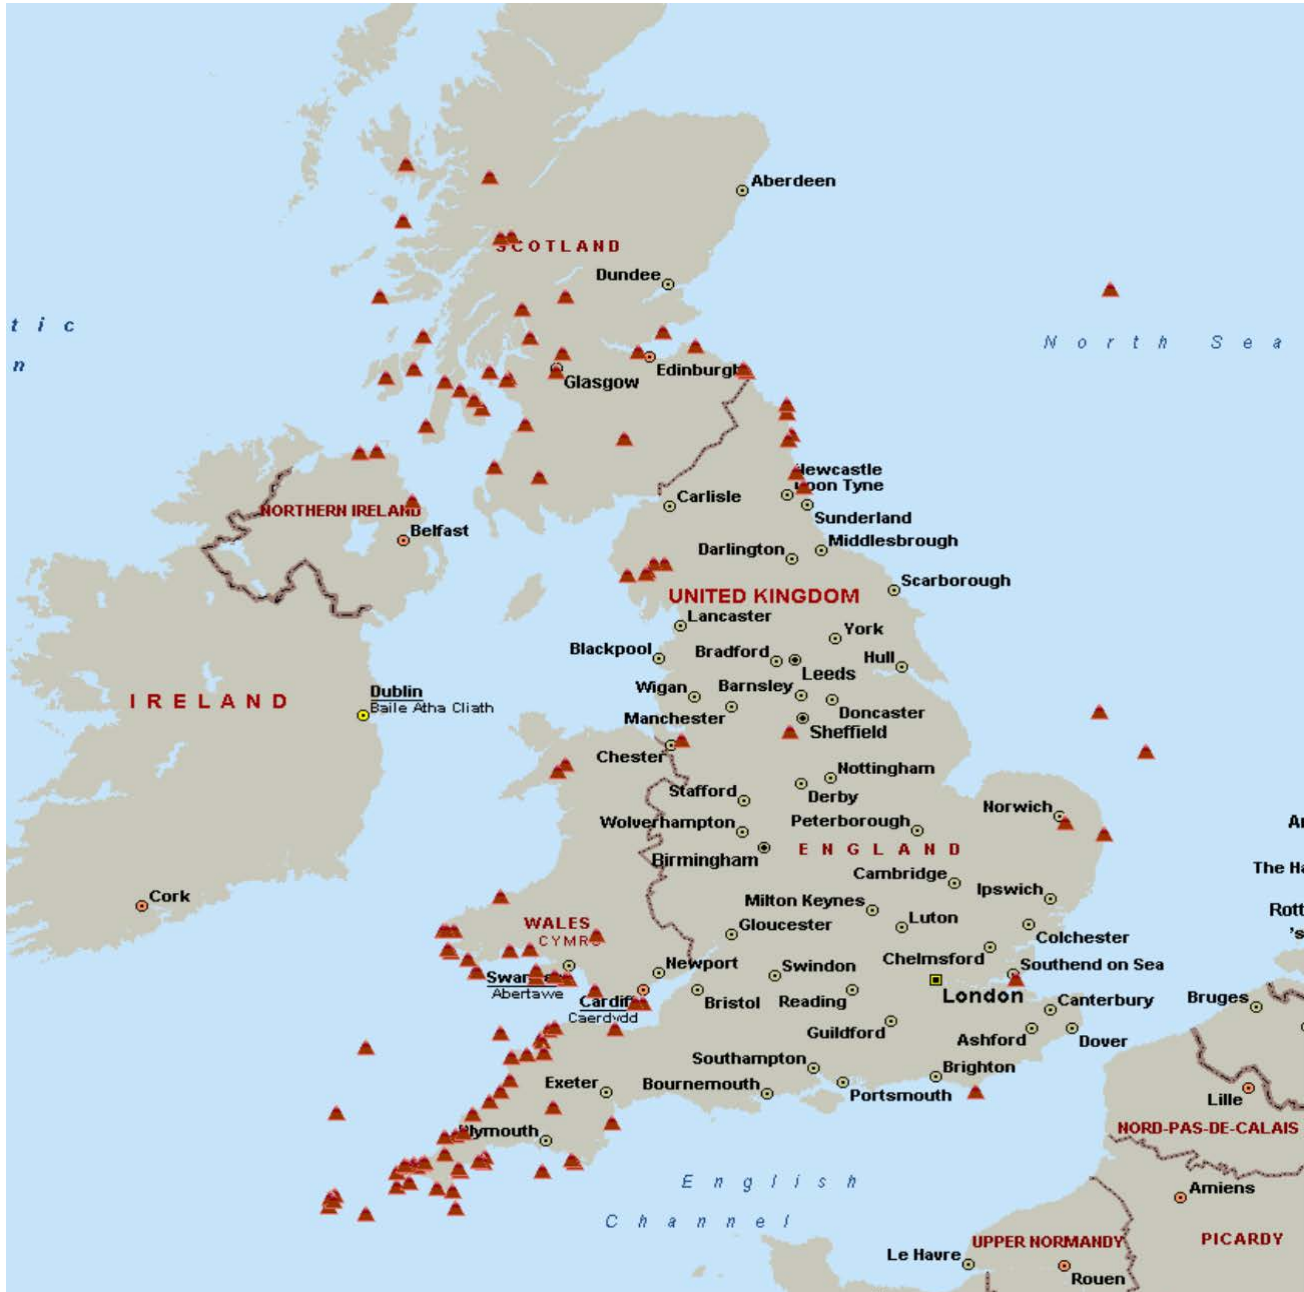 Aberdeen
SCOTLAND
Dundee
t i c
n
North Sea
Edinburgh
Glasgow
Newcastle
upon Tyne
Carlisle
NORTHERN IRELAND
Sunderland
Belfast
Middlesbrough
Darlington
Scarborough
UNITED KINGDOM
Lancaster
York
Blackpool
Bradford
Hull
Leeds
Wigan
Barnsley
Dublin
Baile Atha Cliath
IRELAND
Manchester
Doncaster
Sheffield
Chester
Nottingham
Stafford
Derby
Norwich
Wolverhampton
Peterborough
ENGLAND
Birmingham
The Ha
Cambridge
Cork
Ipswich
Milton Keynes
Rott
's
WALES
CYMRU
Gloucester
Luton
Colchester
Chelmsford
Southend on Sea
Newport
Swindon
Swansea
Abertawe
Cardiff
Caerdydd
Bristol
Reading
London
Canterbury
Bruges
Guildford
Ashford
Dover
Southampton
Brighton
Exeter
Bournemouth
Portsmouth
Lille
Plymouth
NORD-PAS-DE-CALAIS
English
Channel
Amiens
UPPER NORMANDY
PICARDY
Le Havre
Rouen